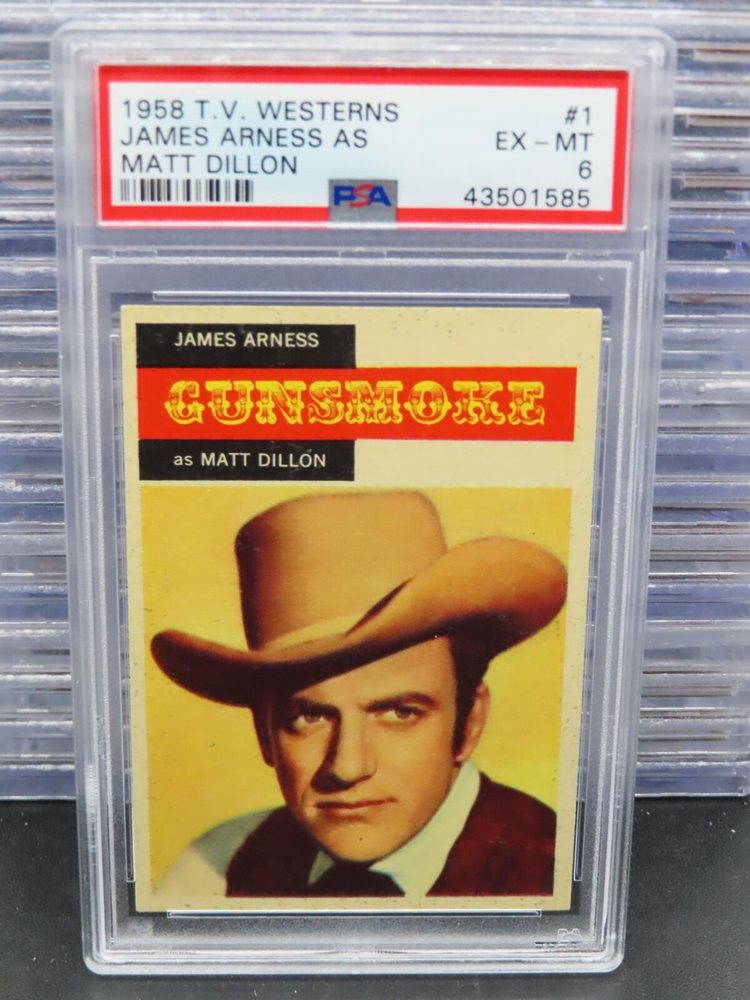 1958 T.V. WESTERNS #1
JAMES ARNESS AS EX - MT
MATT DILLON 6
PSA 43501585
JAMES ARNESS
GUNSMOKE
as MATT DILLON